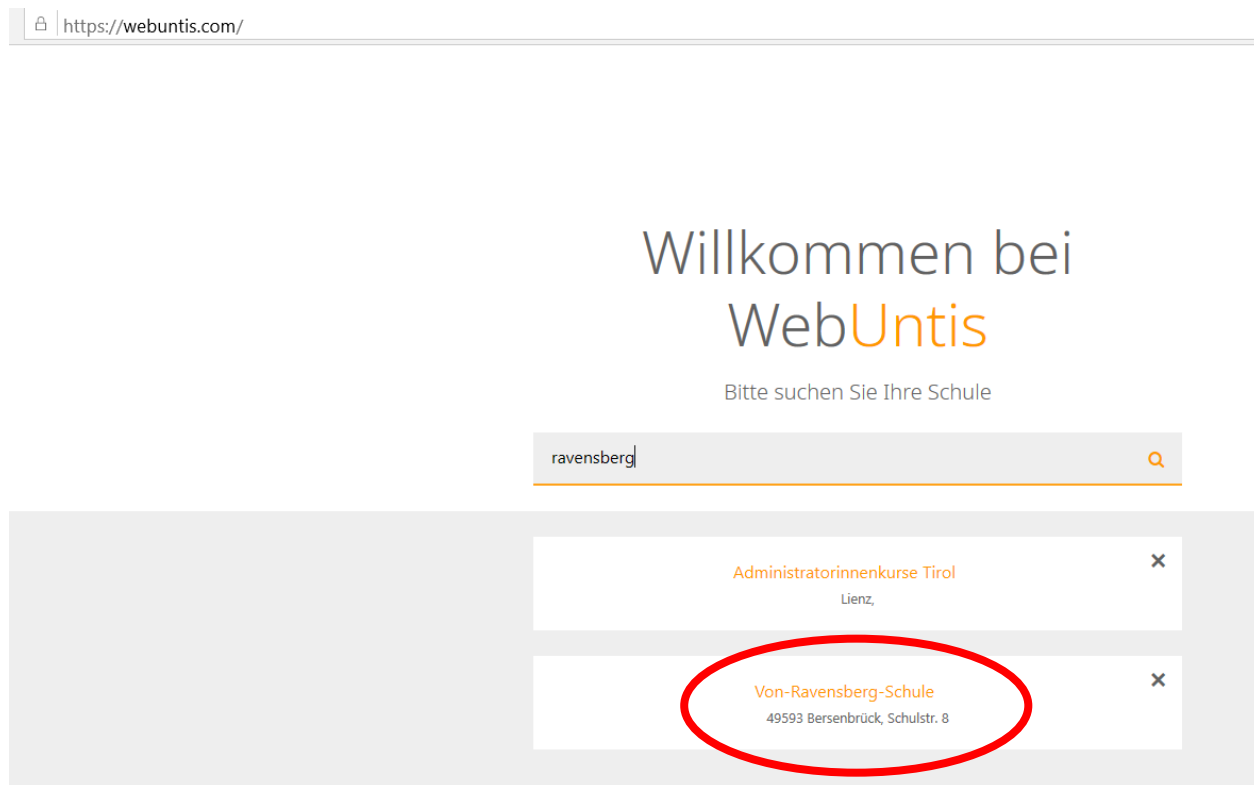 https://webuntis.com/
Willkommen bei
WebUntis
Bitte suchen Sie Ihre Schule
ravensberg
Administratorinnenkurse Tirol
Lienz,
Von-Ravensberg-Schule
49593 Bersenbrück, Schulstr. 8